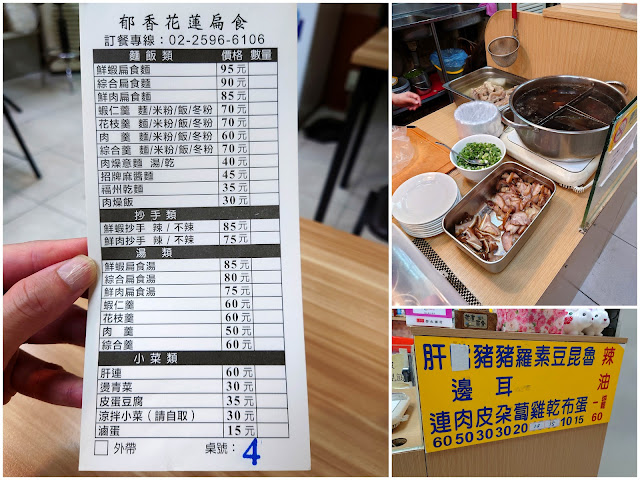 郁香花蓮扁食
訂餐專線：02-2596-6106
麵飯類 價格 數量
鮮蝦扁食麵 95元
綜合扁食麵 90元
鮮肉扁食麵 85元
蝦仁羹 麵/米粉/飯/冬粉 70元
花枝羹 麵/米粉/飯/冬粉 70元
肉 羹 麵/米粉/飯/冬粉 60元
綜合羹 麵/米粉/飯/冬粉 70元
肉燥意麵 湯/乾 40元
招牌麻醬麵 45元
福州乾麵 35元
肉燥飯 30元
抄手類
鮮蝦抄手 辣/不辣 85元
鮮肉抄手 辣/不辣 75元
湯 類
鮮蝦扁食湯 85元
綜合扁食湯 80元
鮮肉扁食湯 75元
蝦仁羹 60元
花枝羹 60元
肉 羹 50元
綜合羹 60元
小菜類
肝連 60元
燙青菜 30元
皮蛋豆腐 35元
涼拌小菜（請自取） 30元
滷蛋 15元
外帶 桌號：4
肝 豬豬羅素豆昆魯 辣
邊 耳 油
連肉皮朵蔔雞乾布蛋 一罐
60 50 30 30 20 10 15 60